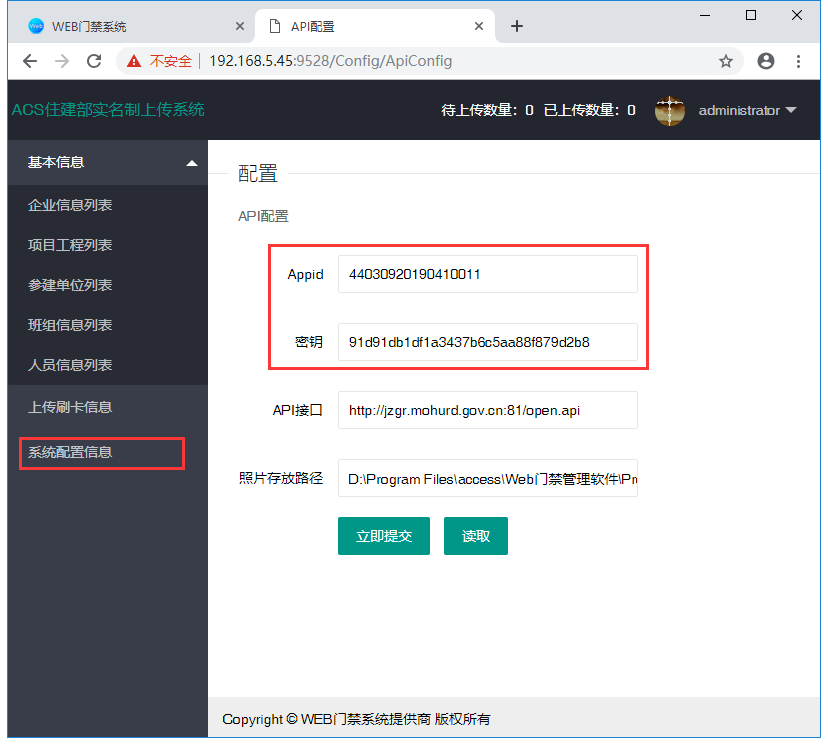 Web WEB门禁系统
API配置
不安全 192.168.5.45:9528/Config/ApiConfig
ACS住建部实名制上传系统
待上传数量：0 已上传数量：0
administrator
基本信息
企业信息列表
项目工程列表
参建单位列表
班组信息列表
人员信息列表
上传刷卡信息
系统配置信息
配置
API配置
Appid 44030920190410011
密钥 91d91db1df1a3437b6c5aa88f879d2b8
API接口 http://jzgr.mohurd.gov.cn:81/open.api
照片存放路径 D:\Program Files\access\Web门禁管理软件\Pr
立即提交 读取
Copyright © WEB门禁系统提供商 版权所有